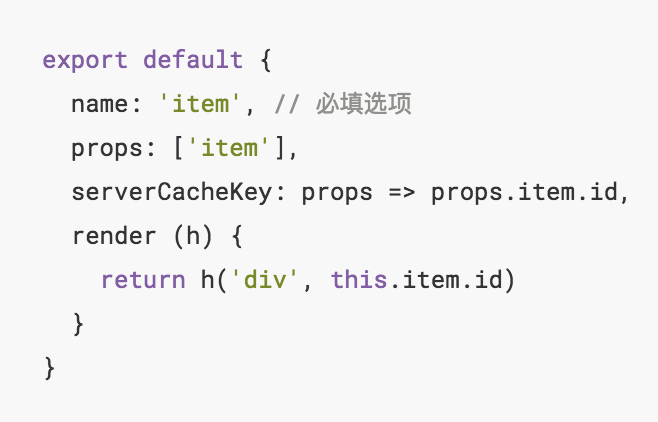 export default {
  name: 'item', // 必填选项
  props: ['item'],
  serverCacheKey: props => props.item.id,
  render (h) {
    return h('div', this.item.id)
  }
}